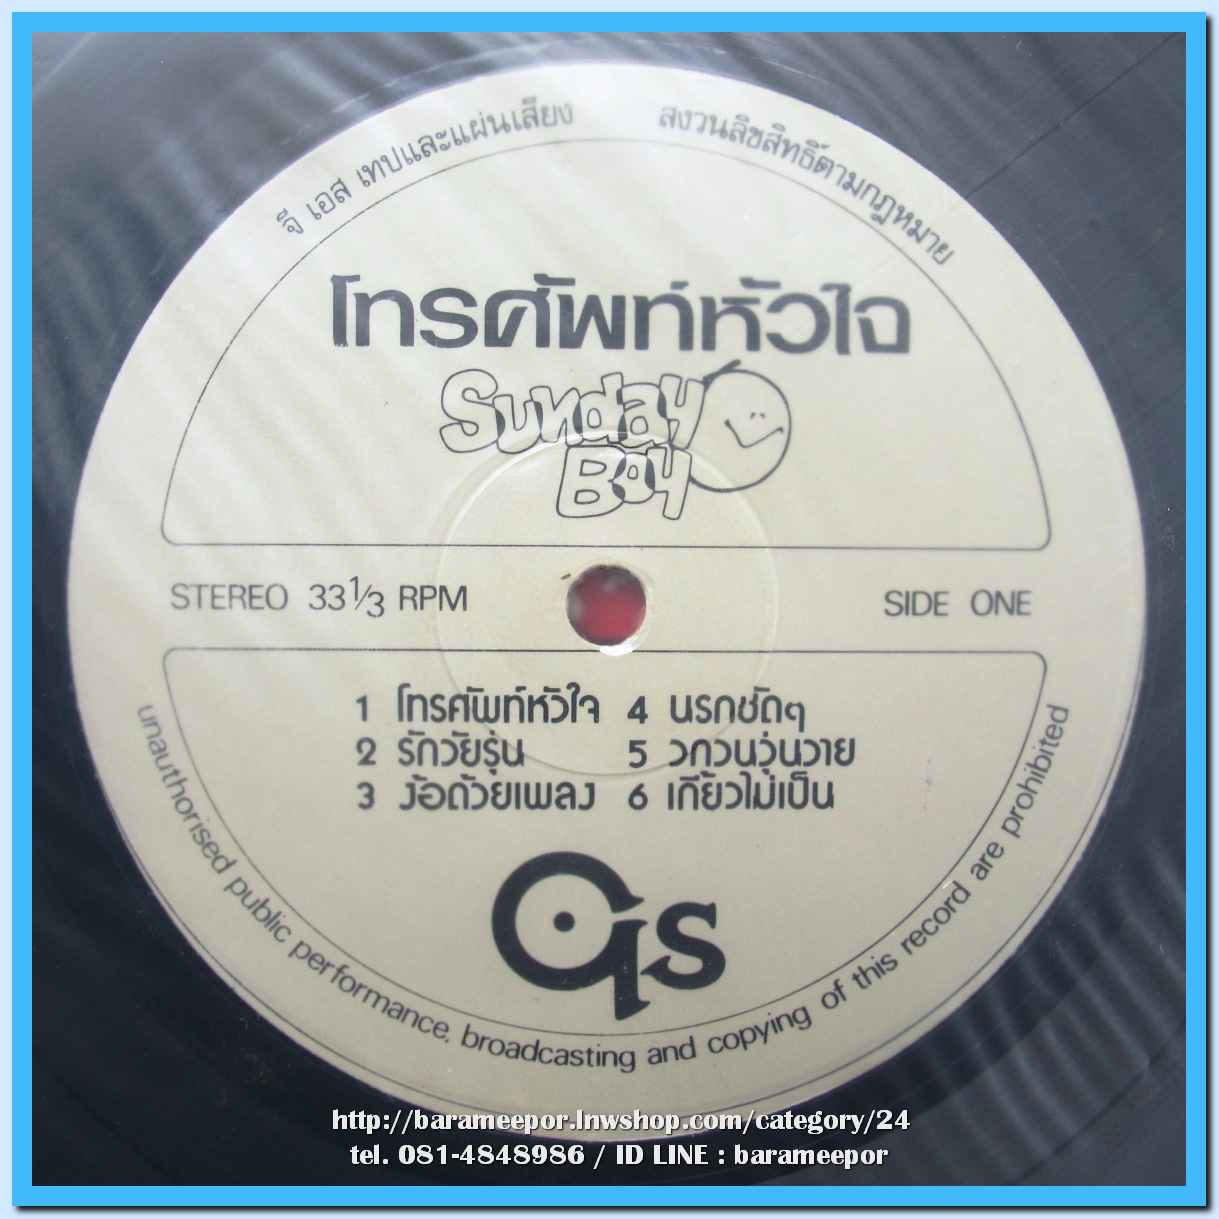 จี เอส เทปและแผ่นเสียง สงวนลิขสิทธิ์ตามกฎหมาย
โทรศัพท์หัวใจ
Sunday
Boy
STEREO 33 1/3 RPM SIDE ONE
1 โทรศัพท์หัวใจ 4 นรกชัดๆ
2 รักวัยรุ่น 5 วกวนวุ่นวาย
3 ง้อด้วยเพลง 6 เกี้ยวไม่เป็น
GS
unauthorised public performance, broadcasting and copying of this record are prohibited
http://barameepor.lnwshop.com/category/24
tel. 081-4848986 / ID LINE : barameepor